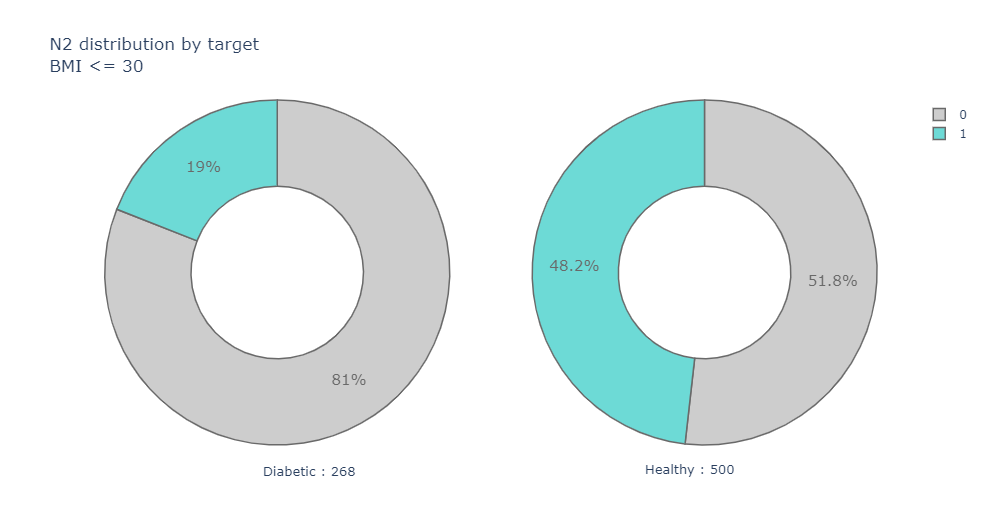 N2 distribution by target
BMI <= 30
0
1
19%
81%
48.2%
51.8%
Diabetic : 268
Healthy : 500